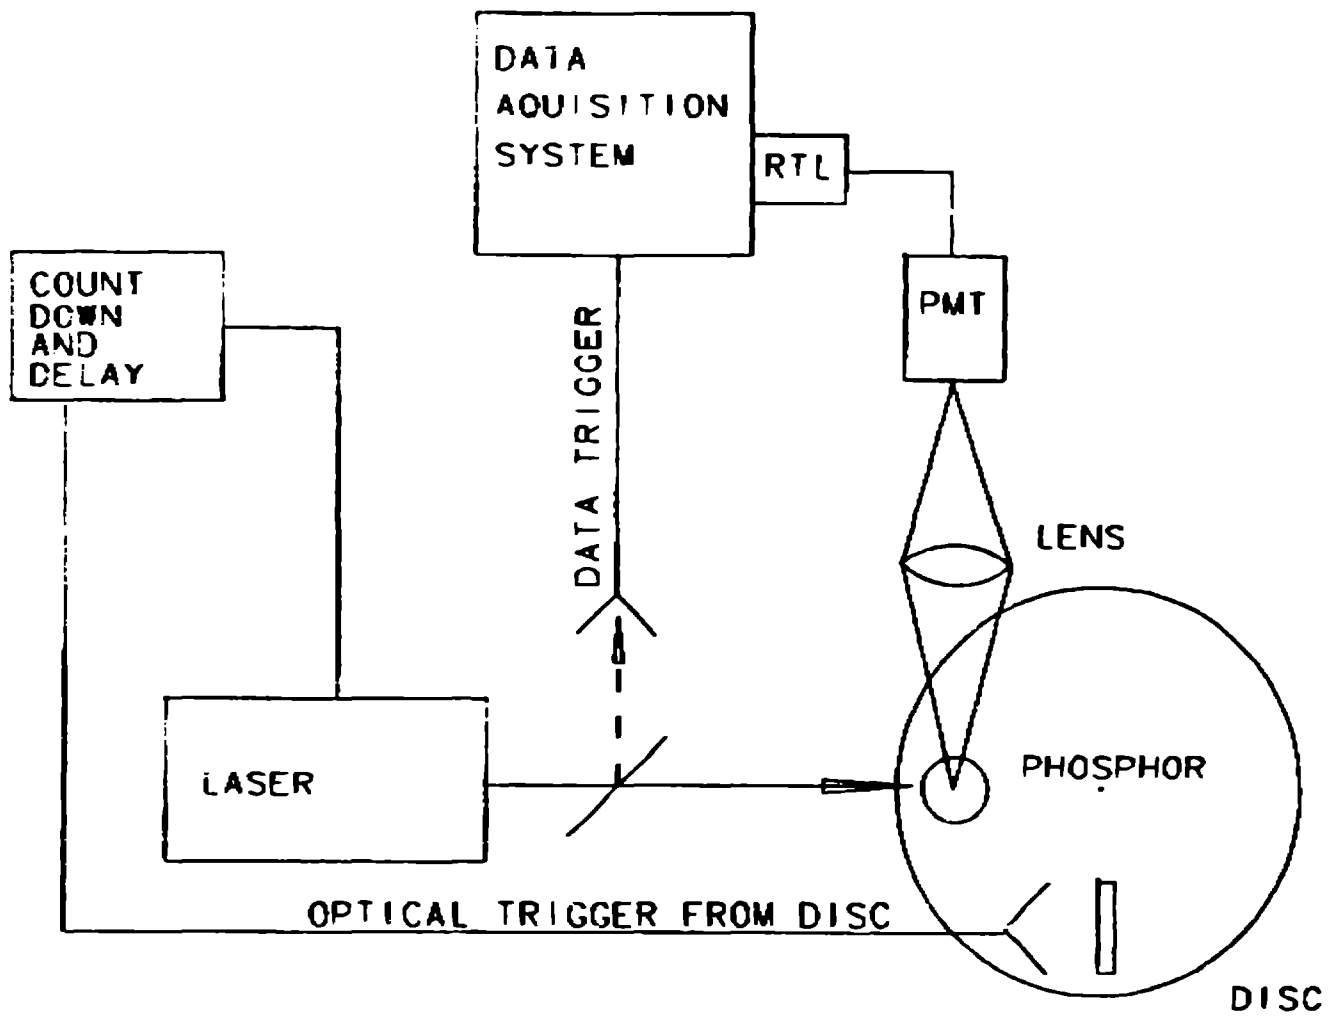 DATA
AQUISITION
SYSTEM
RTL
COUNT
DOWN
AND
DELAY
PMT
DATA TRIGGER
LENS
LASER
PHOSPHOR
OPTICAL TRIGGER FROM DISC
DISC